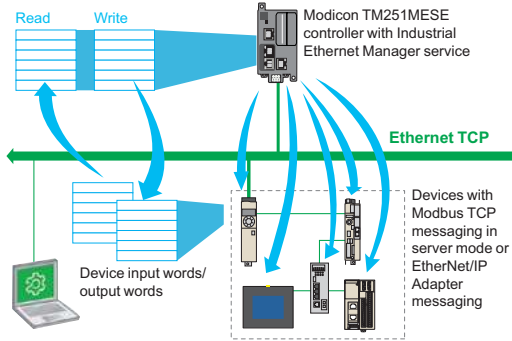 Read
Write
Modicon TM251MESE
controller with Industrial
Ethernet Manager service
Ethernet TCP
Devices with
Modbus TCP
messaging in
server mode or
EtherNet/IP
Adapter
messaging
Device input words/
output words